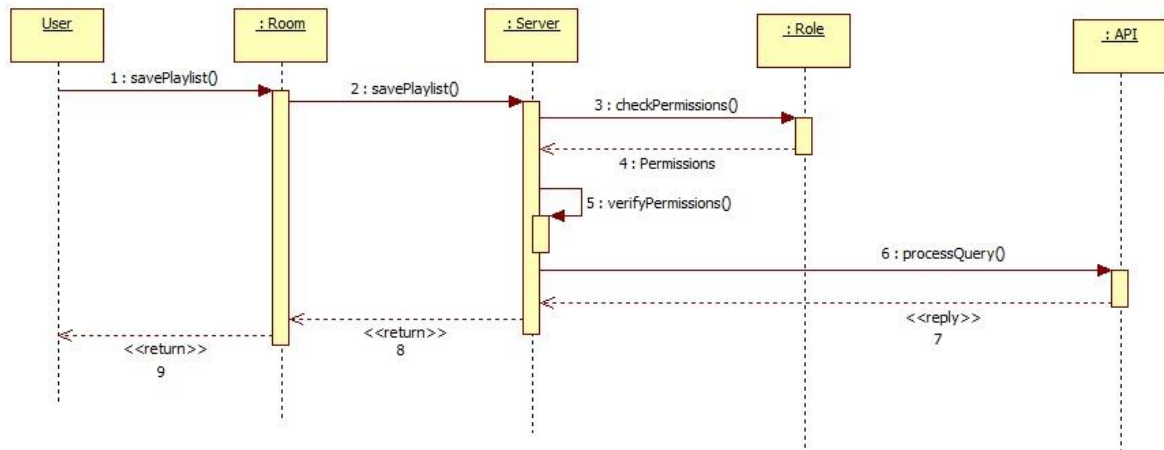 User
: Room
: Server
: Role
: API
1 : savePlaylist()
2 : savePlaylist()
3 : checkPermissions()
4 : Permissions
5 : verifyPermissions()
6 : processQuery()
<<reply>>
7
<<return>>
8
<<return>>
9